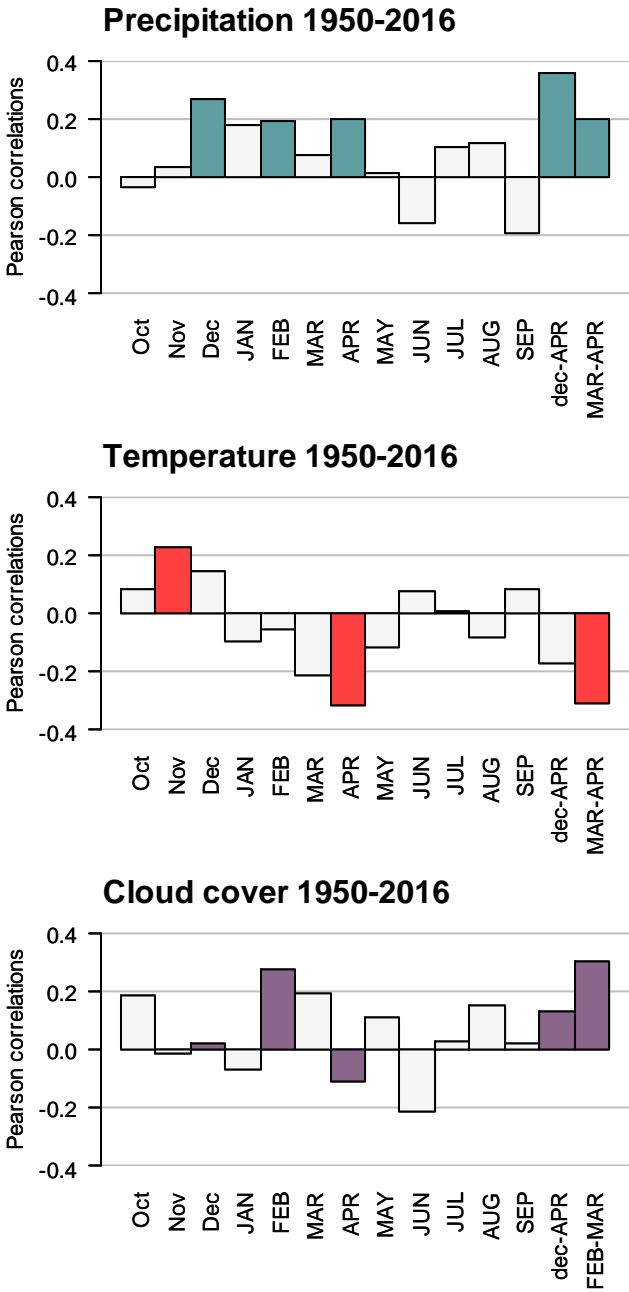 Precipitation 1950-2016
Pearson correlations
0.4
0.2
0.0
-0.2
-0.4
Oct
Nov
Dec
JAN
FEB
MAR
APR
MAY
JUN
JUL
AUG
SEP
dec-APR
MAR-APR
Temperature 1950-2016
Pearson correlations
0.4
0.2
0.0
-0.2
-0.4
Oct
Nov
Dec
JAN
FEB
MAR
APR
MAY
JUN
JUL
AUG
SEP
dec-APR
MAR-APR
Cloud cover 1950-2016
Pearson correlations
0.4
0.2
0.0
-0.2
-0.4
Oct
Nov
Dec
JAN
FEB
MAR
APR
MAY
JUN
JUL
AUG
SEP
dec-APR
FEB-MAR